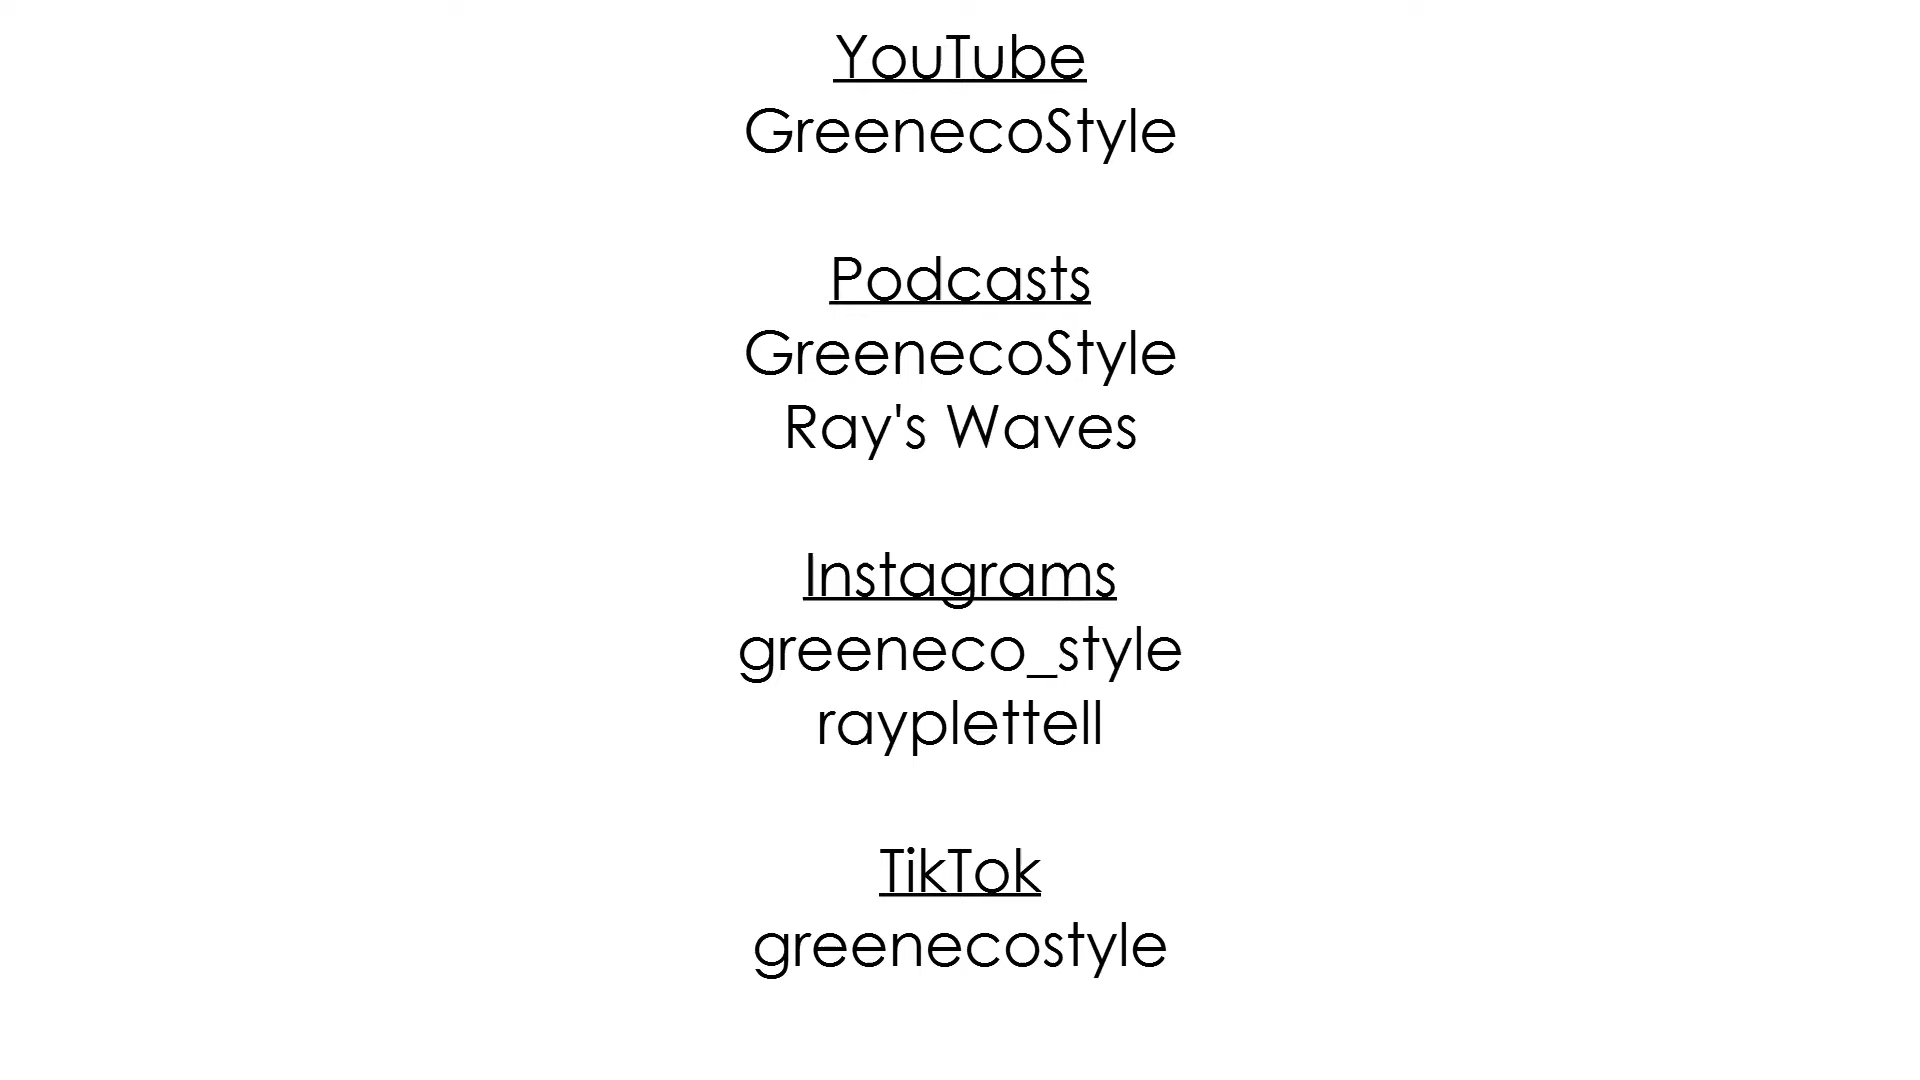 YouTube
GreenecoStyle
Podcasts
GreenecoStyle
Ray's Waves
Instagrams
greeneco_style
rayplettell
TikTok
greenecostyle